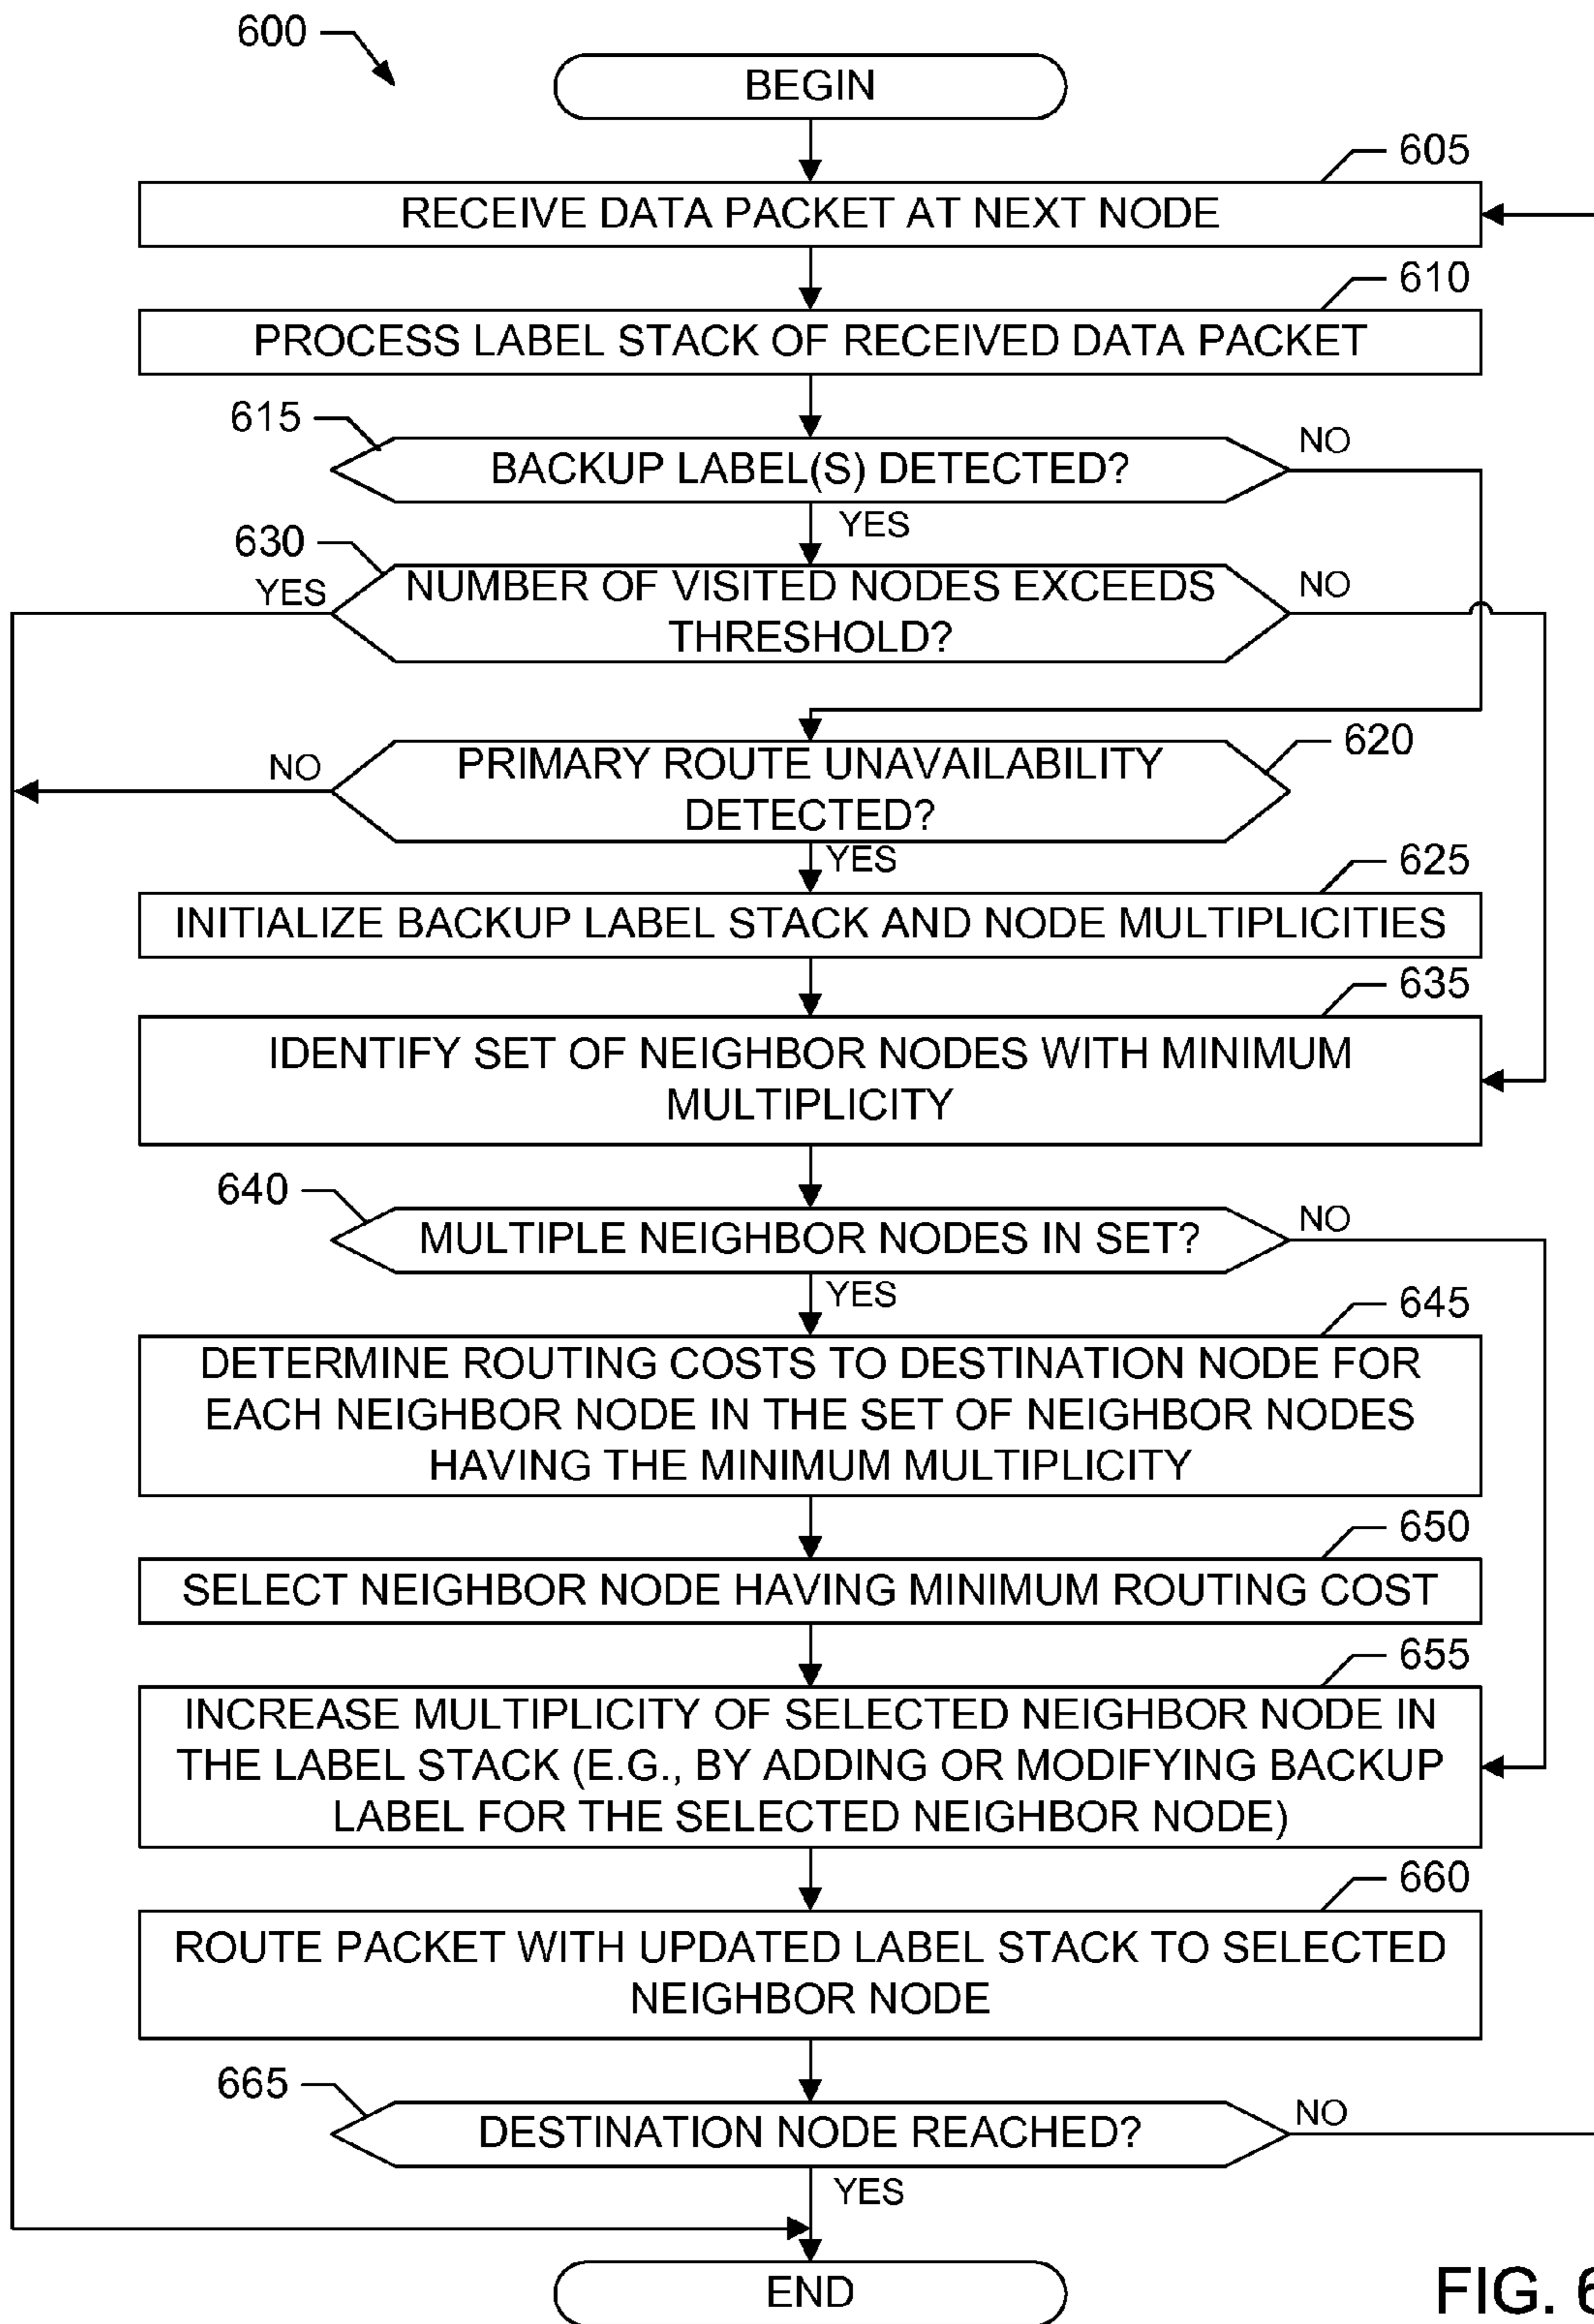 600
BEGIN
605
RECEIVE DATA PACKET AT NEXT NODE
610
PROCESS LABEL STACK OF RECEIVED DATA PACKET
615
BACKUP LABEL(S) DETECTED?
NO
YES
630
YES
NUMBER OF VISITED NODES EXCEEDS
THRESHOLD?
NO
620
NO
PRIMARY ROUTE UNAVAILABILITY
DETECTED?
YES
625
INITIALIZE BACKUP LABEL STACK AND NODE MULTIPLICITIES
635
IDENTIFY SET OF NEIGHBOR NODES WITH MINIMUM
MULTIPLICITY
640
MULTIPLE NEIGHBOR NODES IN SET?
NO
YES
645
DETERMINE ROUTING COSTS TO DESTINATION NODE FOR
EACH NEIGHBOR NODE IN THE SET OF NEIGHBOR NODES
HAVING THE MINIMUM MULTIPLICITY
650
SELECT NEIGHBOR NODE HAVING MINIMUM ROUTING COST
655
INCREASE MULTIPLICITY OF SELECTED NEIGHBOR NODE IN
THE LABEL STACK (E.G., BY ADDING OR MODIFYING BACKUP
LABEL FOR THE SELECTED NEIGHBOR NODE)
660
ROUTE PACKET WITH UPDATED LABEL STACK TO SELECTED
NEIGHBOR NODE
665
DESTINATION NODE REACHED?
NO
YES
END
FIG. 6